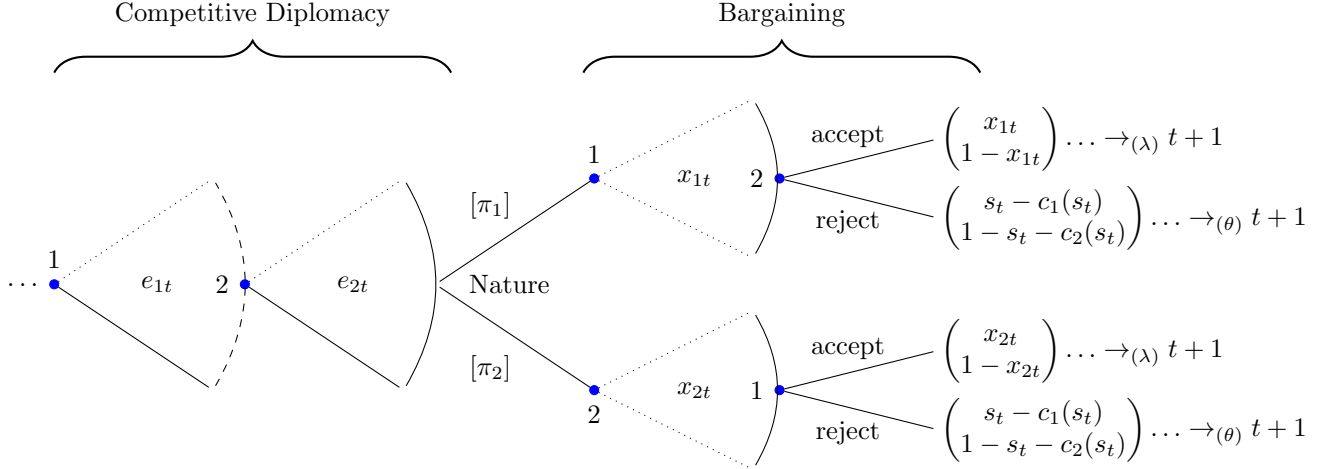 Competitive Diplomacy
Bargaining
… 1
e_{1t}
2
e_{2t}
Nature
[π_1]
[π_2]
1
x_{1t}
2
accept
(x_{1t}
1 − x_{1t}) … →_{(λ)} t + 1
reject
(s_t − c_1(s_t)
1 − s_t − c_2(s_t)) … →_{(θ)} t + 1
2
x_{2t}
1
accept
(x_{2t}
1 − x_{2t}) … →_{(λ)} t + 1
reject
(s_t − c_1(s_t)
1 − s_t − c_2(s_t)) … →_{(θ)} t + 1